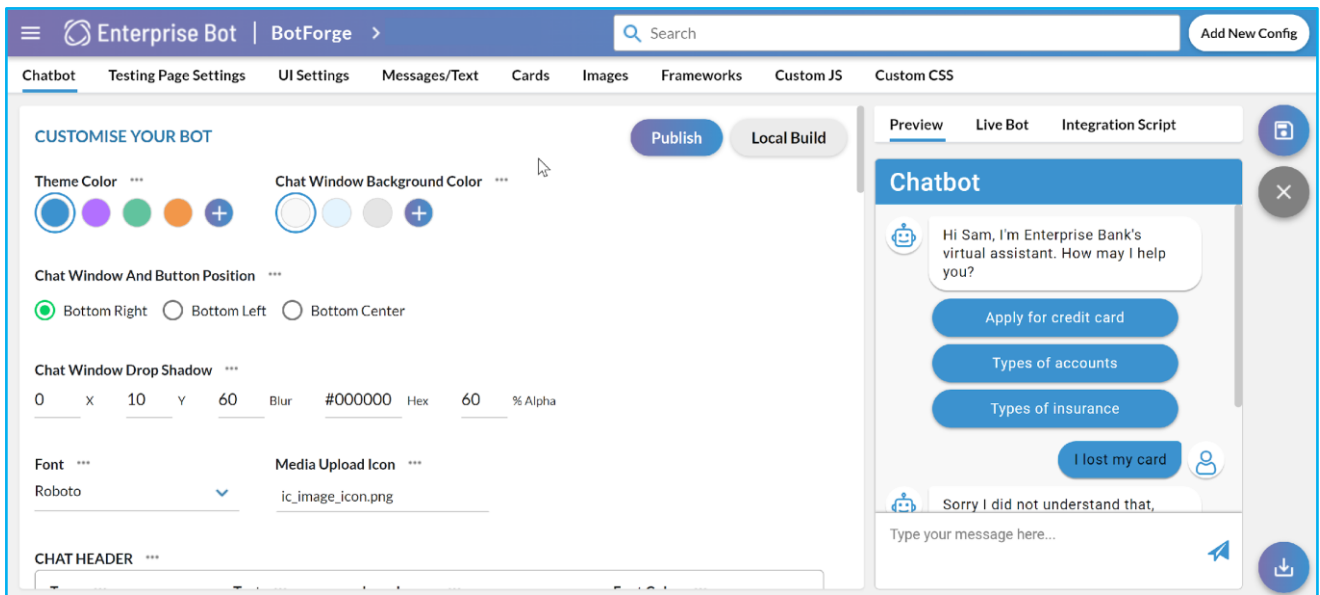 Enterprise Bot | BotForge >
Search
Add New Config
Chatbot Testing Page Settings UI Settings Messages/Text Cards Images Frameworks Custom JS Custom CSS
CUSTOMISE YOUR BOT
Publish
Local Build
Theme Color ···
Chat Window Background Color ···
Chat Window And Button Position ···
Bottom Right
Bottom Left
Bottom Center
Chat Window Drop Shadow ···
0 X 10 Y 60 Blur #000000 Hex 60 % Alpha
Font ···
Media Upload Icon ···
Roboto
ic_image_icon.png
CHAT HEADER ···
Preview Live Bot Integration Script
Chatbot
Hi Sam, I'm Enterprise Bank's
virtual assistant. How may I help
you?
Apply for credit card
Types of accounts
Types of insurance
I lost my card
Sorry I did not understand that,
Type your message here...